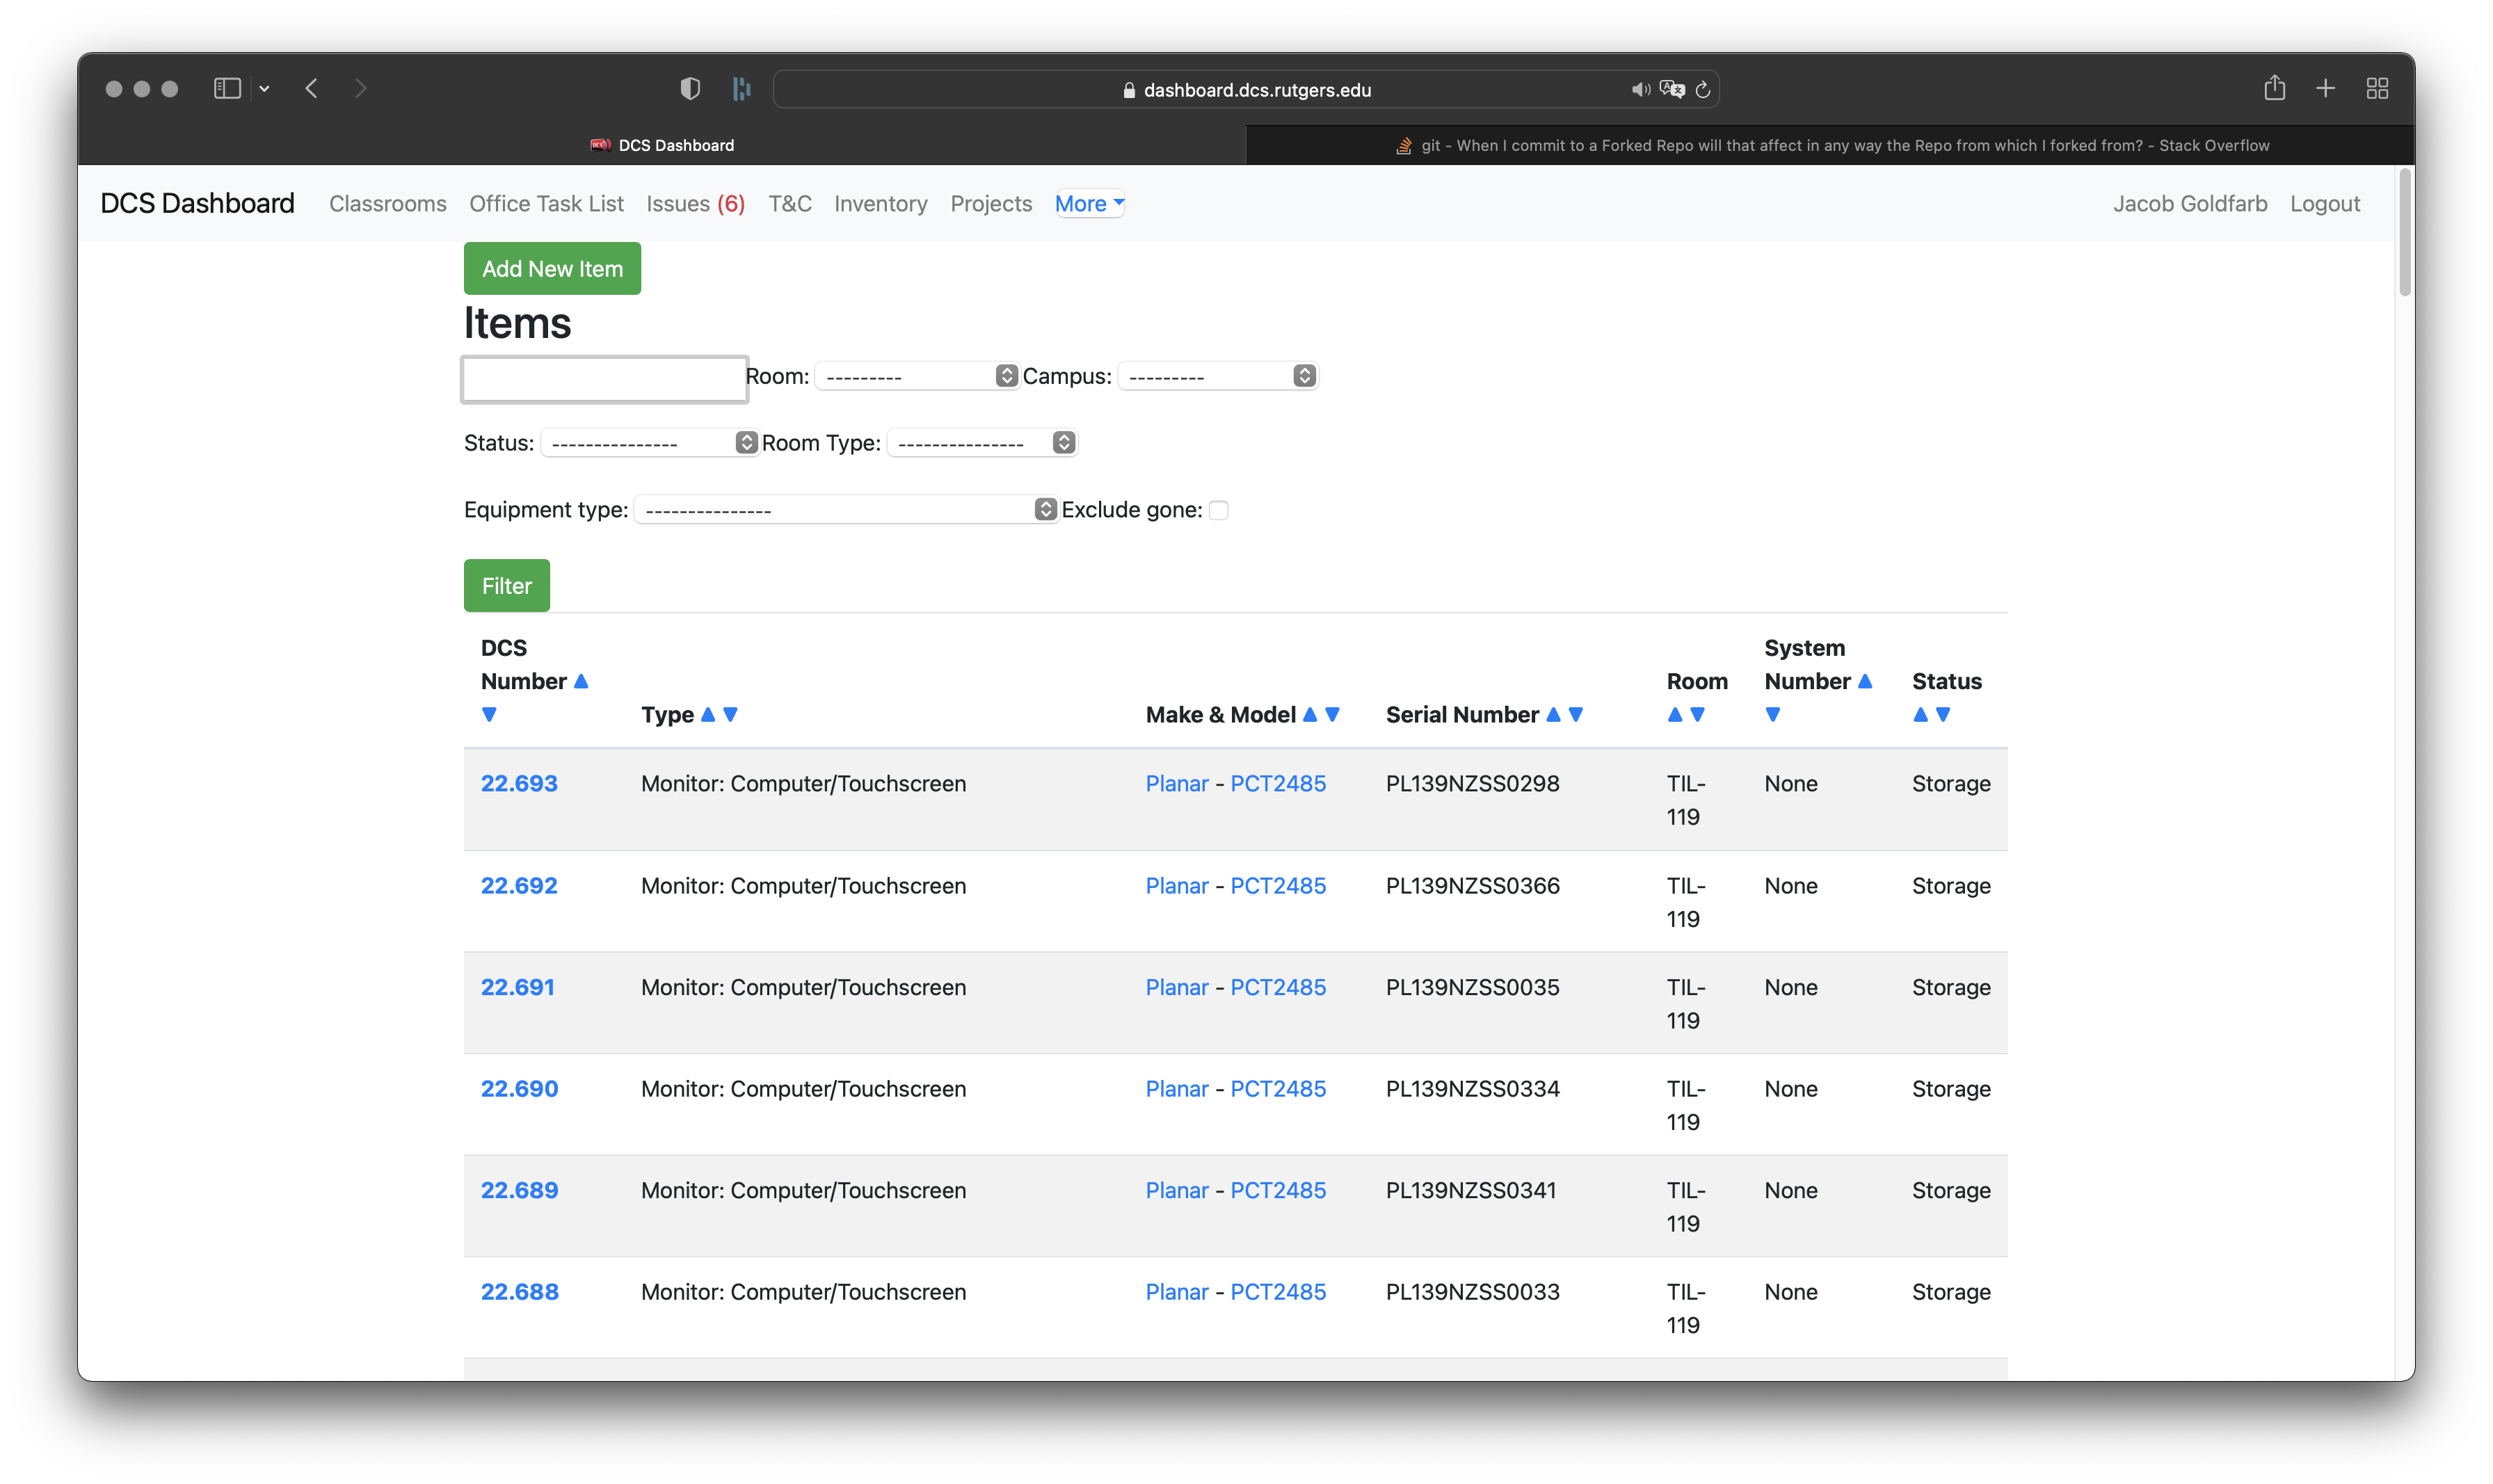 dashboard.dcs.rutgers.edu
DCS Dashboard
git - When I commit to a Forked Repo will that affect in any way the Repo from which I forked from? - Stack Overflow
DCS Dashboard Classrooms Office Task List Issues (6) T&C Inventory Projects More Jacob Goldfarb Logout
Add New Item
Items
Room: --------- Campus: ---------
Status: --------------- Room Type: ---------------
Equipment type: --------------- Exclude gone:
Filter
DCS Number Type Make & Model Serial Number Room System Number Status
22.693 Monitor: Computer/Touchscreen Planar - PCT2485 PL139NZSS0298 TIL-119 None Storage
22.692 Monitor: Computer/Touchscreen Planar - PCT2485 PL139NZSS0366 TIL-119 None Storage
22.691 Monitor: Computer/Touchscreen Planar - PCT2485 PL139NZSS0035 TIL-119 None Storage
22.690 Monitor: Computer/Touchscreen Planar - PCT2485 PL139NZSS0334 TIL-119 None Storage
22.689 Monitor: Computer/Touchscreen Planar - PCT2485 PL139NZSS0341 TIL-119 None Storage
22.688 Monitor: Computer/Touchscreen Planar - PCT2485 PL139NZSS0033 TIL-119 None Storage